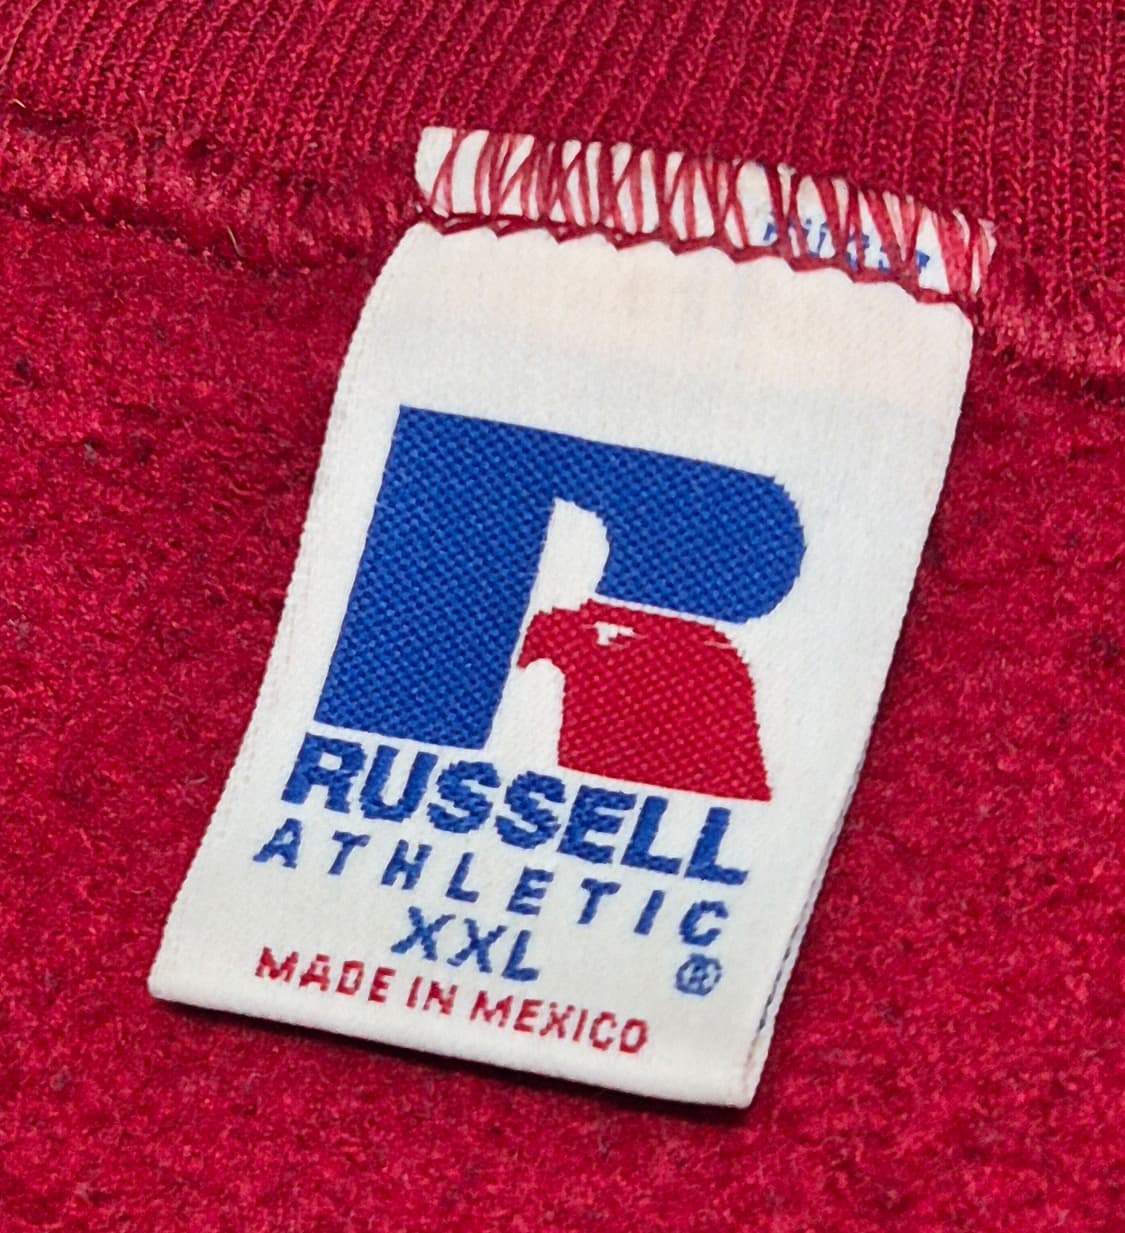 RUSSELL
ATHLETIC
XXL ®
MADE IN MEXICO